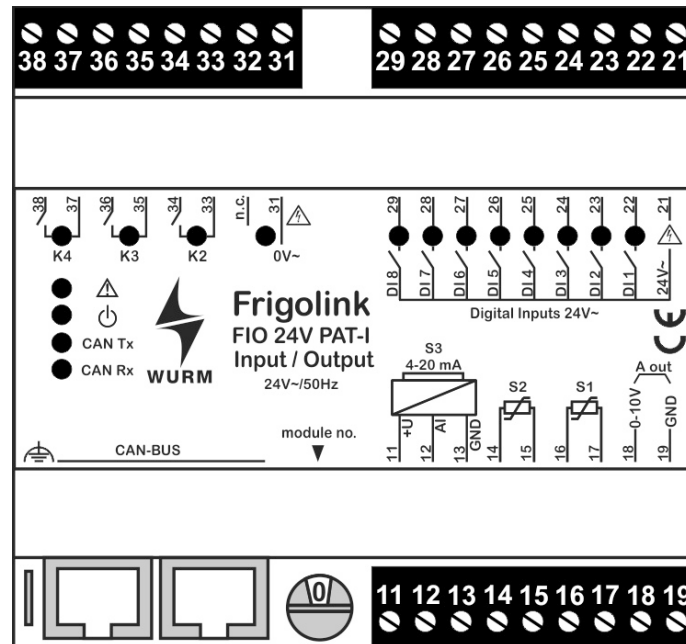 38 37 36 35 34 33 32 31
29 28 27 26 25 24 23 22 21
38 37 36 35 34 33 n.c. 31
29 28 27 26 25 24 23 22 21
K4 K3 K2 0V~
DI 8 DI 7 DI 6 DI 5 DI 4 DI 3 DI 2 DI 1 24V~
Digital Inputs 24V~
CE
CAN Tx
CAN Rx
WURM
Frigolink
FIO 24V PAT-I
Input / Output
24V~/50Hz
S3
4-20 mA
S2
S1
A out
+U AI GND
0-10V GND
11 12 13 14 15 16 17 18 19
CAN-BUS
module no.
0
11 12 13 14 15 16 17 18 19